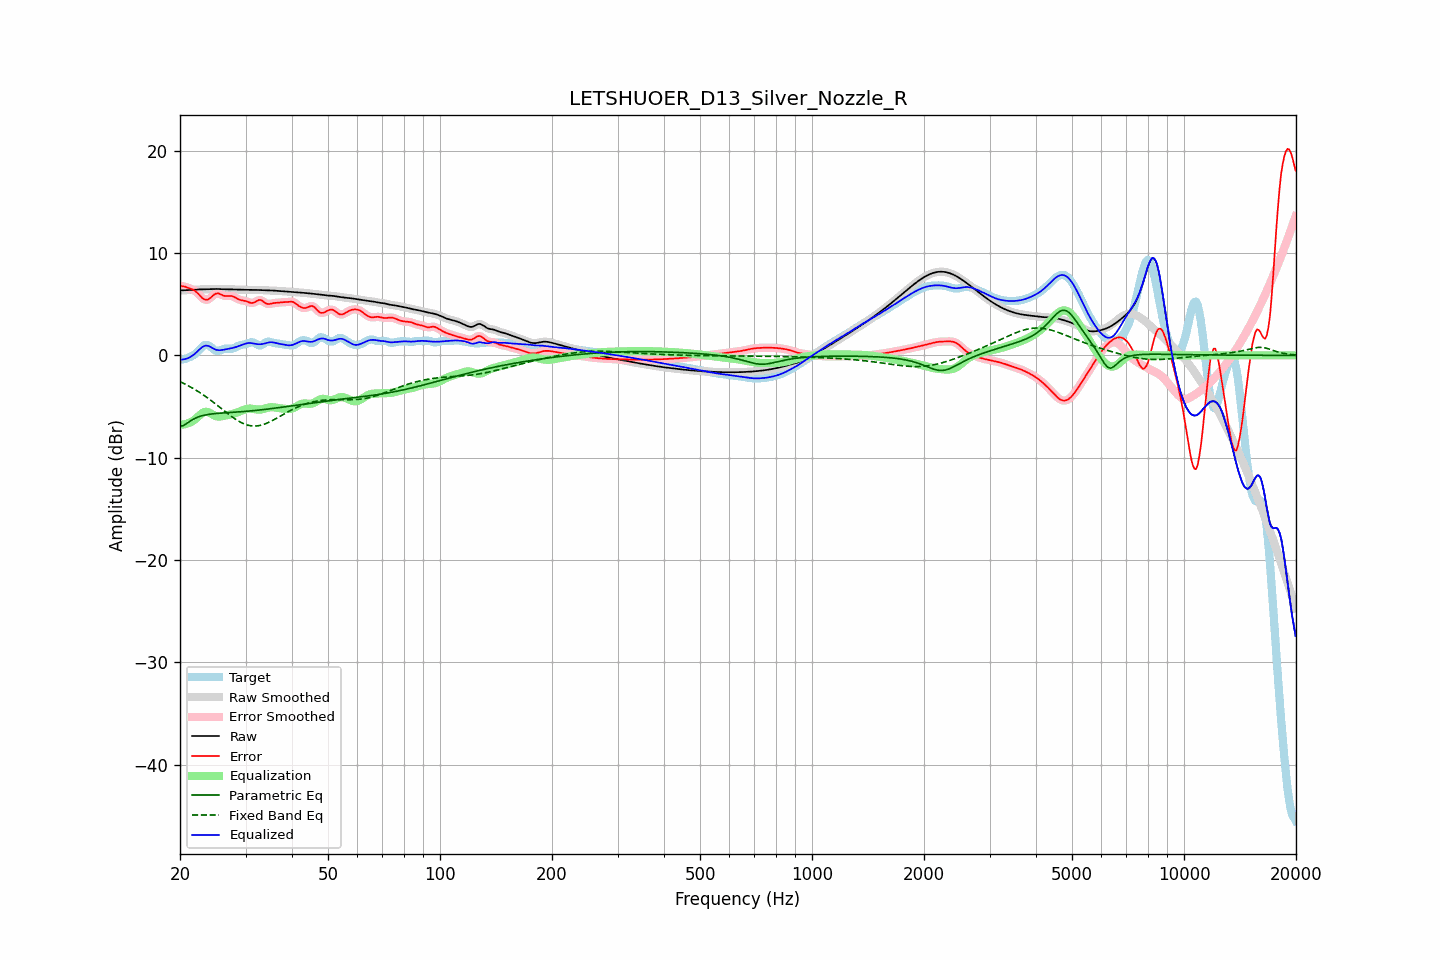 LETSHUOER_D13_Silver_Nozzle_R
Amplitude (dBr)
20
10
0
−10
−20
−30
−40
Target
Raw Smoothed
Error Smoothed
Raw
Error
Equalization
Parametric Eq
Fixed Band Eq
Equalized
20 50 100 200 500 1000 2000 5000 10000 20000
Frequency (Hz)